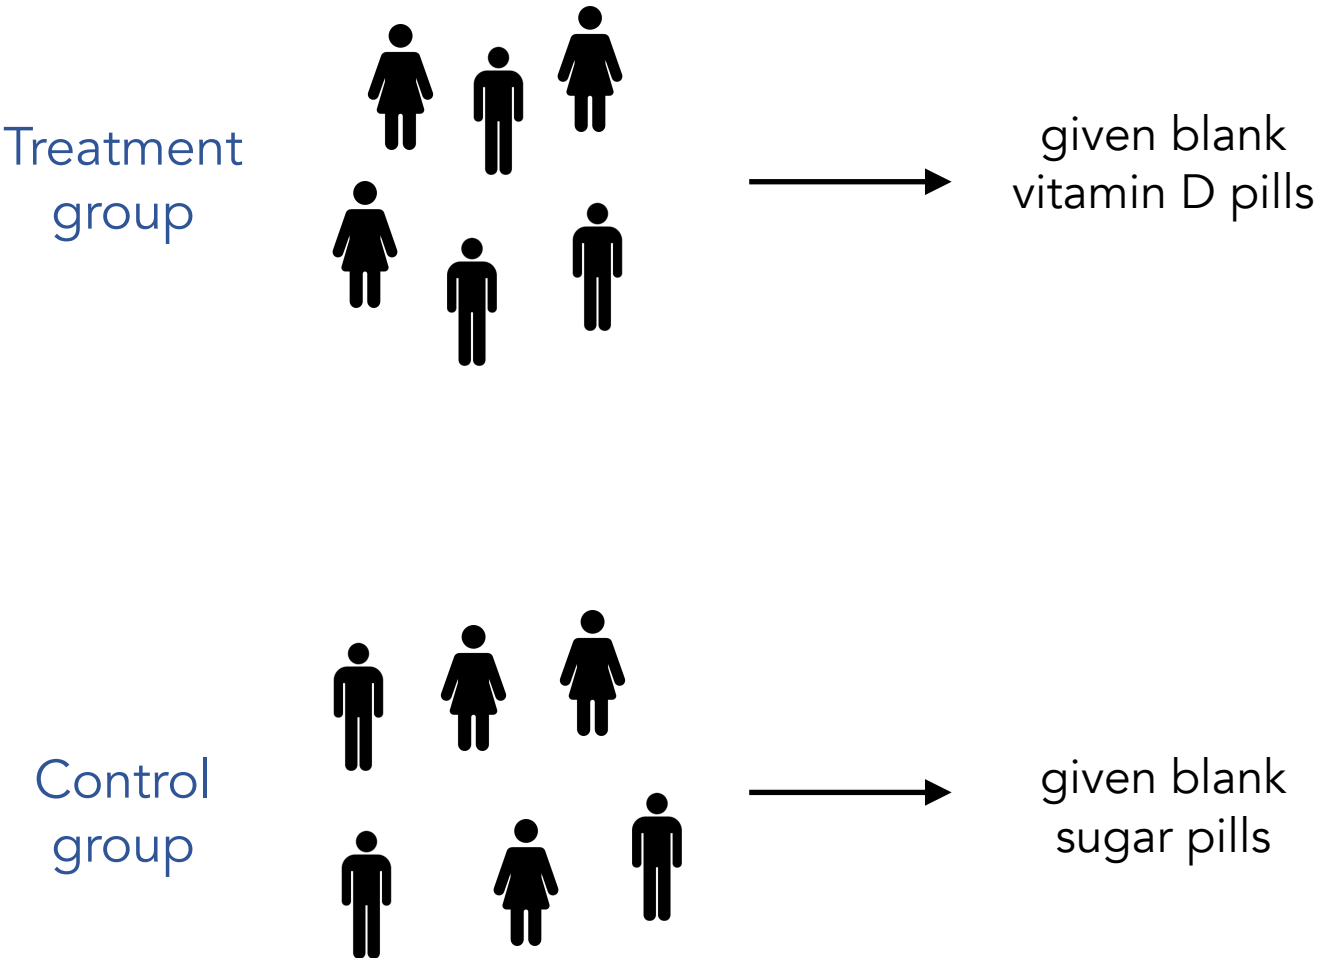 Treatment
group
given blank
vitamin D pills
Control
group
given blank
sugar pills